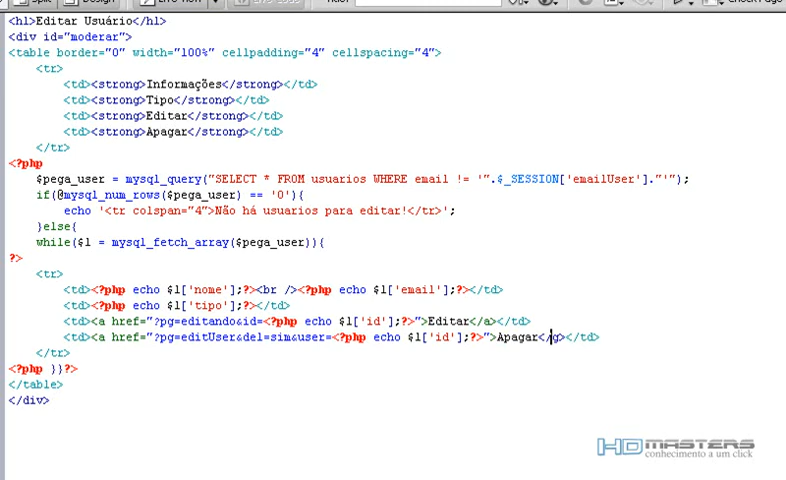 <h1>Editar Usuário</h1>
<div id="moderar">
<table border="0" width="100%" cellpadding="4" cellspacing="4">
<tr>
<td><strong>Informações</strong></td>
<td><strong>Tipo</strong></td>
<td><strong>Editar</strong></td>
<td><strong>Apagar</strong></td>
</tr>
<?php
$pega_user = mysql_query("SELECT * FROM usuarios WHERE email != '".$_SESSION['emailUser']."'");
if(@mysql_num_rows($pega_user) == '0'){
echo '<tr colspan="4">Não há usuarios para editar!</tr>';
}else{
while($l = mysql_fetch_array($pega_user)){
?>
<tr>
<td><?php echo $l['nome'];?><br /><?php echo $l['email'];?></td>
<td><?php echo $l['tipo'];?></td>
<td><a href="?pg=editando&id=<?php echo $l['id'];?>">Editar</a></td>
<td><a href="?pg=editUser&del=sim&user=<?php echo $l['id'];?>">Apagar</g></td>
</tr>
<?php }}?>
</table>
</div>
HDMASTERS
conhecimento a um click